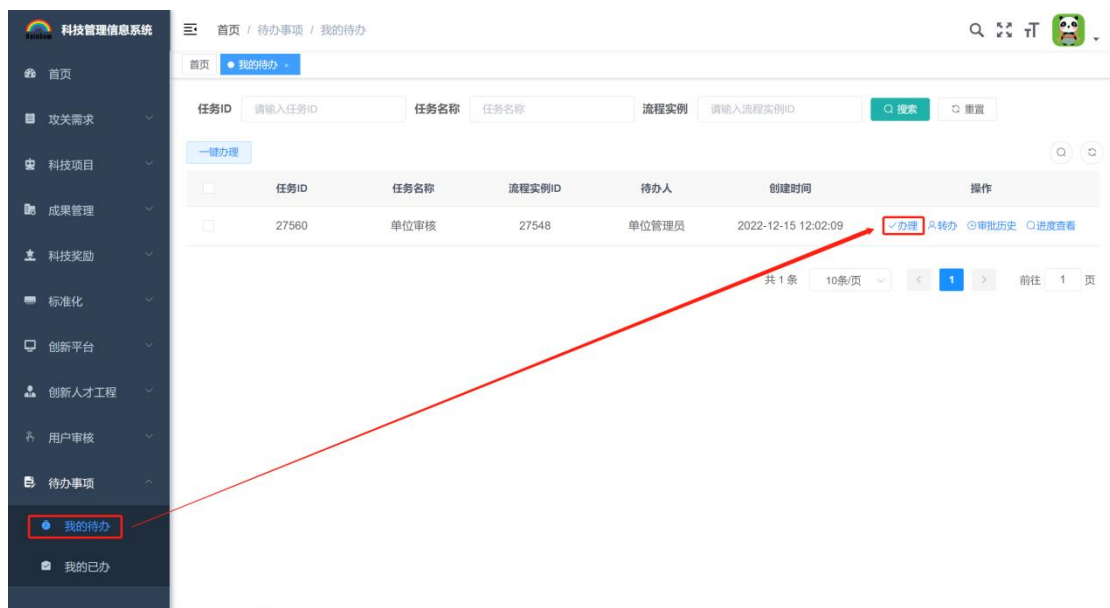 科技管理信息系统
首页 / 待办事项 / 我的待办
首页
我的待办 ×
首页
攻关需求
科技项目
成果管理
科技奖励
标准化
创新平台
创新人才工程
用户审核
待办事项
我的待办
我的已办
任务ID 请输入任务ID 任务名称 任务名称 流程实例 请输入流程实例ID 搜索 重置
一键办理
任务ID 任务名称 流程实例ID 待办人 创建时间 操作
27560 单位审核 27548 单位管理员 2022-12-15 12:02:09 办理 转办 审批历史 进度查看
共 1 条 10条/页 < 1 > 前往 1 页